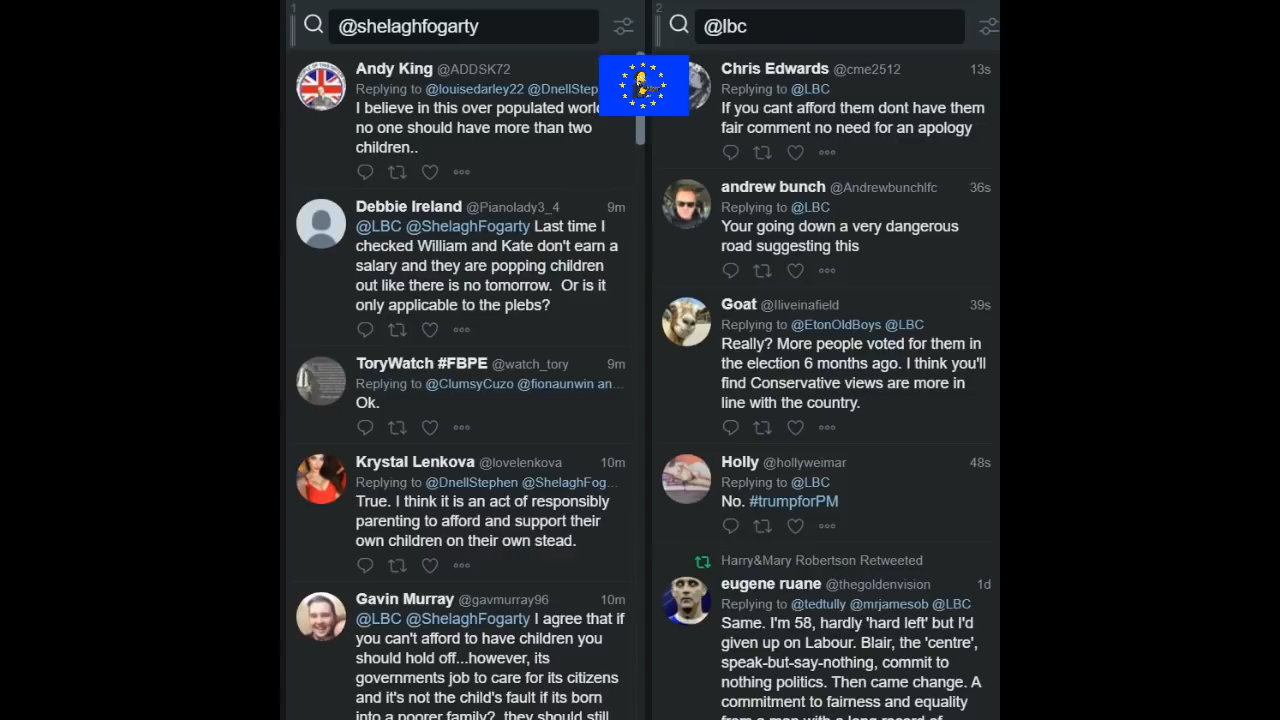 1
@shelaghfogarty
Andy King @ADDSK72
Replying to @louisedarley22 @DnellStep
I believe in this over populated
no one should have more than two
children..
Debbie Ireland @Pianolady3_4 9m
@LBC @ShelaghFogarty Last time I
checked William and Kate don't earn a
salary and they are popping children
out like there is no tomorrow. Or is it
only applicable to the plebs?
ToryWatch #FBPE @watch_tory 9m
Replying to @ClumsyCuzo @fionaunwin an...
Ok.
Krystal Lenkova @lovelenkova 10m
Replying to @DnellStephen @ShelaghFog...
True. I think it is an act of responsibly
parenting to afford and support their
own children on their own stead.
Gavin Murray @gavmurray96 10m
@LBC @ShelaghFogarty I agree that if
you can't afford to have children you
should hold off...however, its
governments job to care for its citizens
and it's not the child's fault if its born
into a poorer family? they should still
2
@lbc
Chris Edwards @cme2512 13s
Replying to @LBC
If you cant afford them dont have them
fair comment no need for an apology
andrew bunch @Andrewbunchlfc 36s
Replying to @LBC
Your going down a very dangerous
road suggesting this
Goat @Iliveinafield 39s
Replying to @EtonOldBoys @LBC
Really? More people voted for them in
the election 6 months ago. I think you'll
find Conservative views are more in
line with the country.
Holly @hollyweimar 48s
Replying to @LBC
No. #trumpforPM
Harry&Mary Robertson Retweeted
eugene ruane @thegoldenvision 1d
Replying to @tedtully @mrjamesob @LBC
Same. I'm 58, hardly 'hard left' but I'd
given up on Labour. Blair, the 'centre',
speak-but-say-nothing, commit to
nothing politics. Then came change. A
commitment to fairness and equality
from a man with a long record of